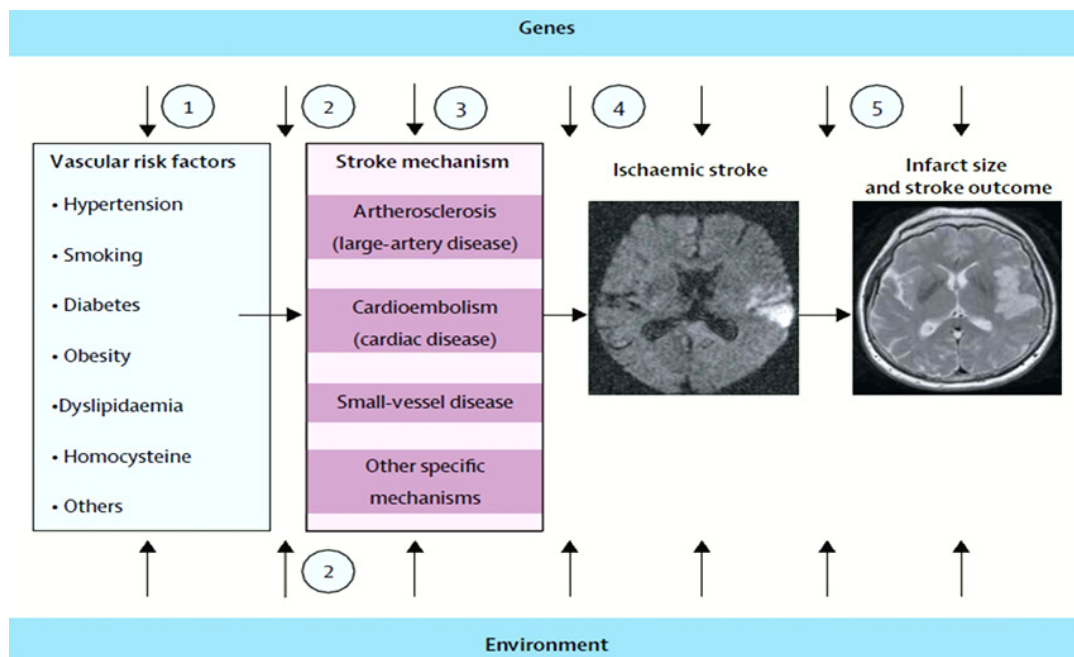 Genes
1
2
3
4
5
Vascular risk factors
• Hypertension
• Smoking
• Diabetes
• Obesity
•Dyslipidaemia
• Homocysteine
• Others
Stroke mechanism
Artherosclerosis
(large-artery disease)
Cardioembolism
(cardiac disease)
Small-vessel disease
Other specific
mechanisms
Ischaemic stroke
Infarct size
and stroke outcome
2
Environment